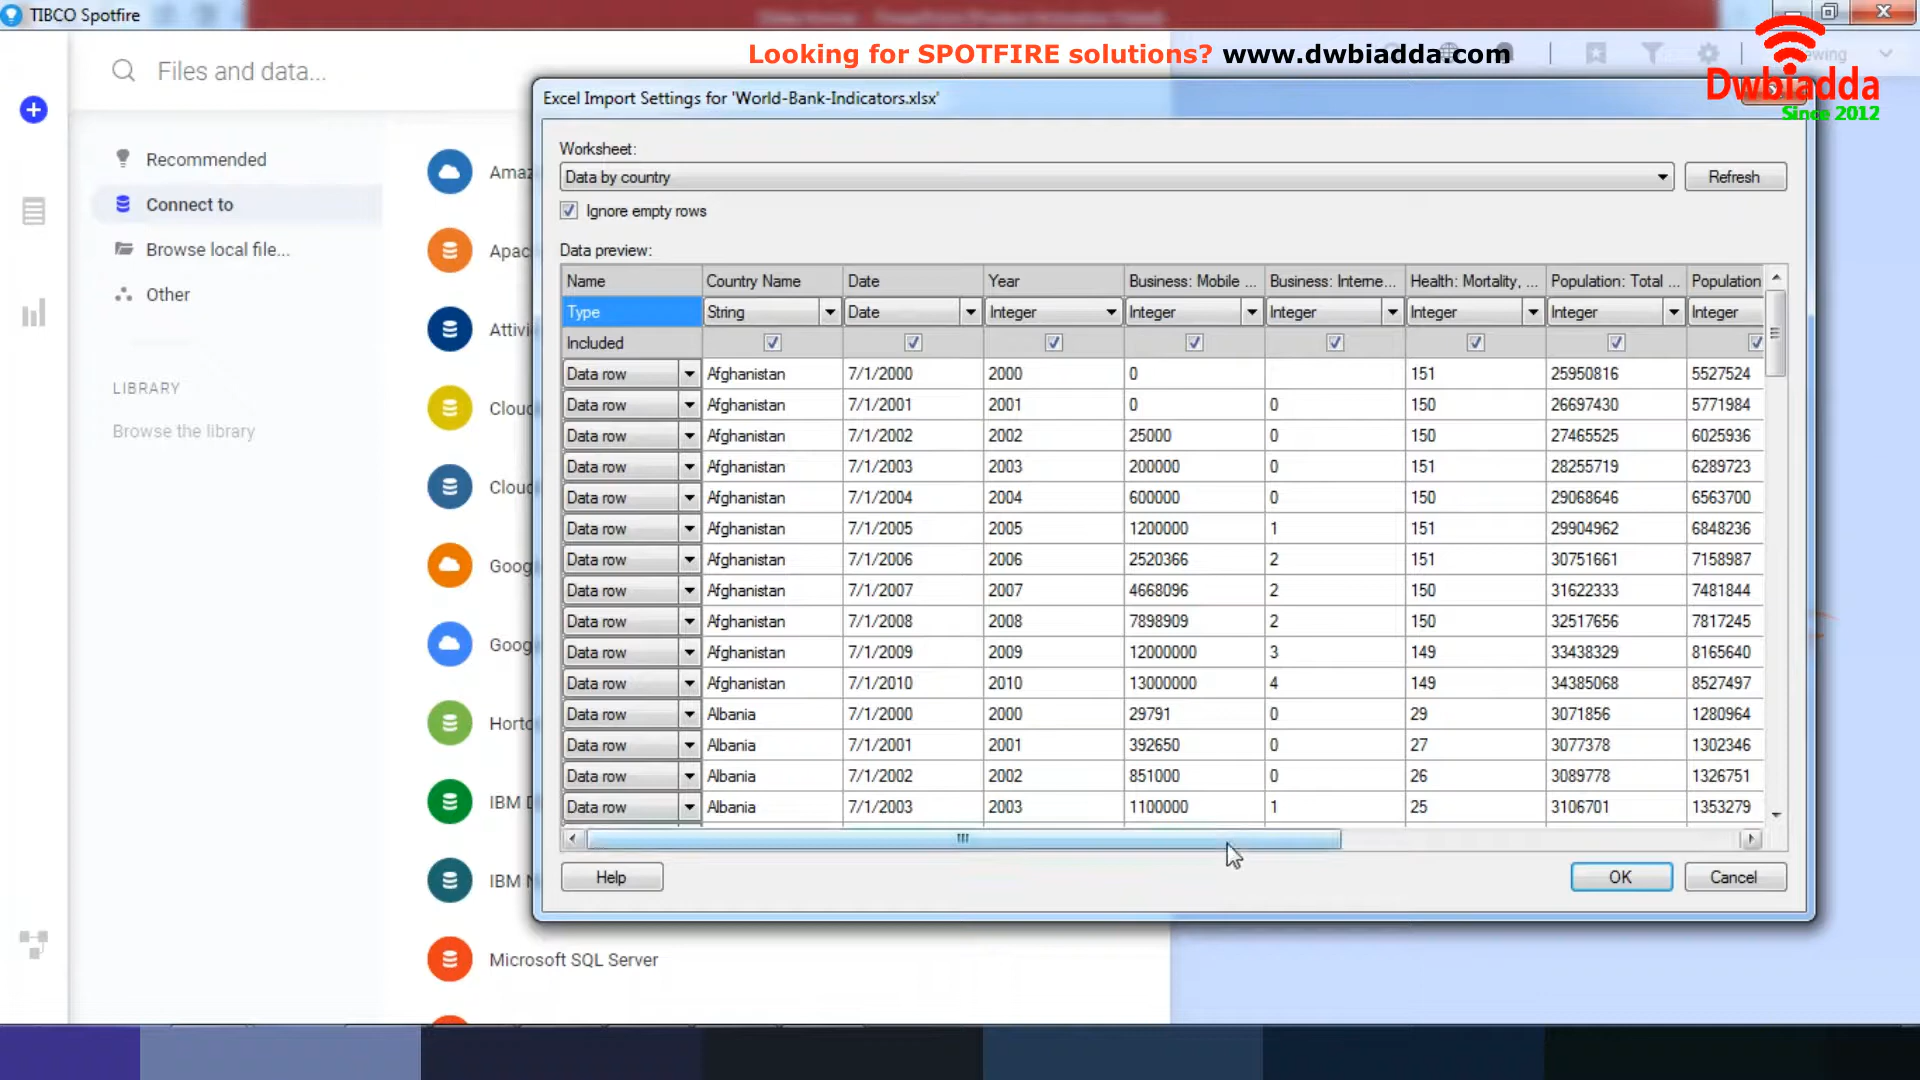 TIBCO Spotfire
Looking for SPOTFIRE solutions? www.dwbiadda.com
Dwbiadda
Since 2012
Files and data...
Recommended
Connect to
Browse local file...
Other
LIBRARY
Browse the library
Microsoft SQL Server
Excel Import Settings for 'World-Bank-Indicators.xlsx'
Worksheet:
Data by country
Refresh
Ignore empty rows
Data preview:
Name Country Name Date Year Business: Mobile ... Business: Interne... Health: Mortality, ... Population: Total ... Population
Type String Date Integer Integer Integer Integer Integer Integer
Included
Data row Afghanistan 7/1/2000 2000 0 151 25950816 5527524
Data row Afghanistan 7/1/2001 2001 0 0 150 26697430 5771984
Data row Afghanistan 7/1/2002 2002 25000 0 150 27465525 6025936
Data row Afghanistan 7/1/2003 2003 200000 0 151 28255719 6289723
Data row Afghanistan 7/1/2004 2004 600000 0 150 29068646 6563700
Data row Afghanistan 7/1/2005 2005 1200000 1 151 29904962 6848236
Data row Afghanistan 7/1/2006 2006 2520366 2 151 30751661 7158987
Data row Afghanistan 7/1/2007 2007 4668096 2 150 31622333 7481844
Data row Afghanistan 7/1/2008 2008 7898909 2 150 32517656 7817245
Data row Afghanistan 7/1/2009 2009 12000000 3 149 33438329 8165640
Data row Afghanistan 7/1/2010 2010 13000000 4 149 34385068 8527497
Data row Albania 7/1/2000 2000 29791 0 29 3071856 1280964
Data row Albania 7/1/2001 2001 392650 0 27 3077378 1302346
Data row Albania 7/1/2002 2002 851000 0 26 3089778 1326751
Data row Albania 7/1/2003 2003 1100000 1 25 3106701 1353279
Help
OK
Cancel